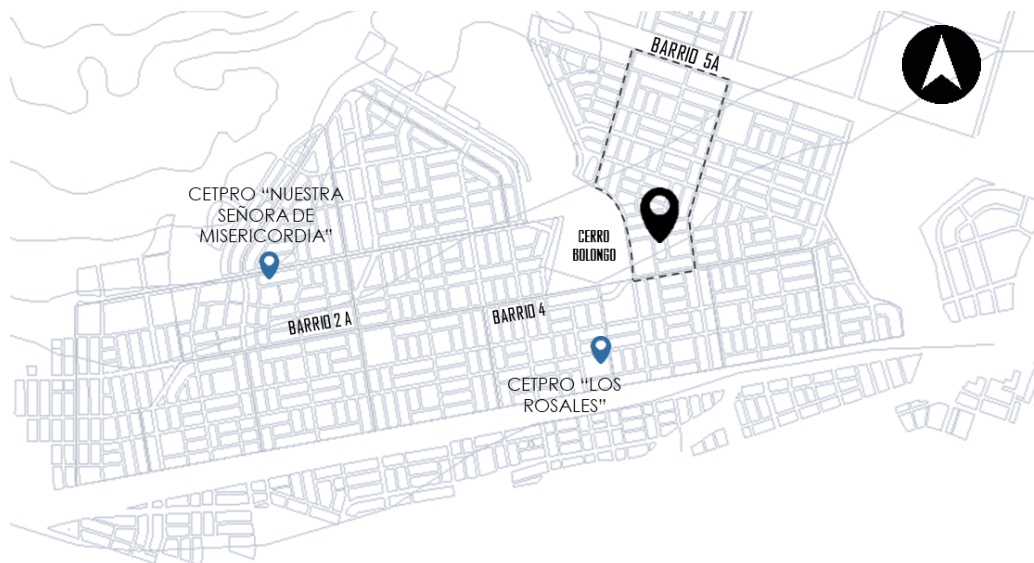 BARRIO 5A
CETPRO “NUESTRA
SEÑORA DE
MISERICORDIA”
CERRO
BOLONGO
BARRIO 2 A
BARRIO 4
CETPRO “LOS
ROSALES”